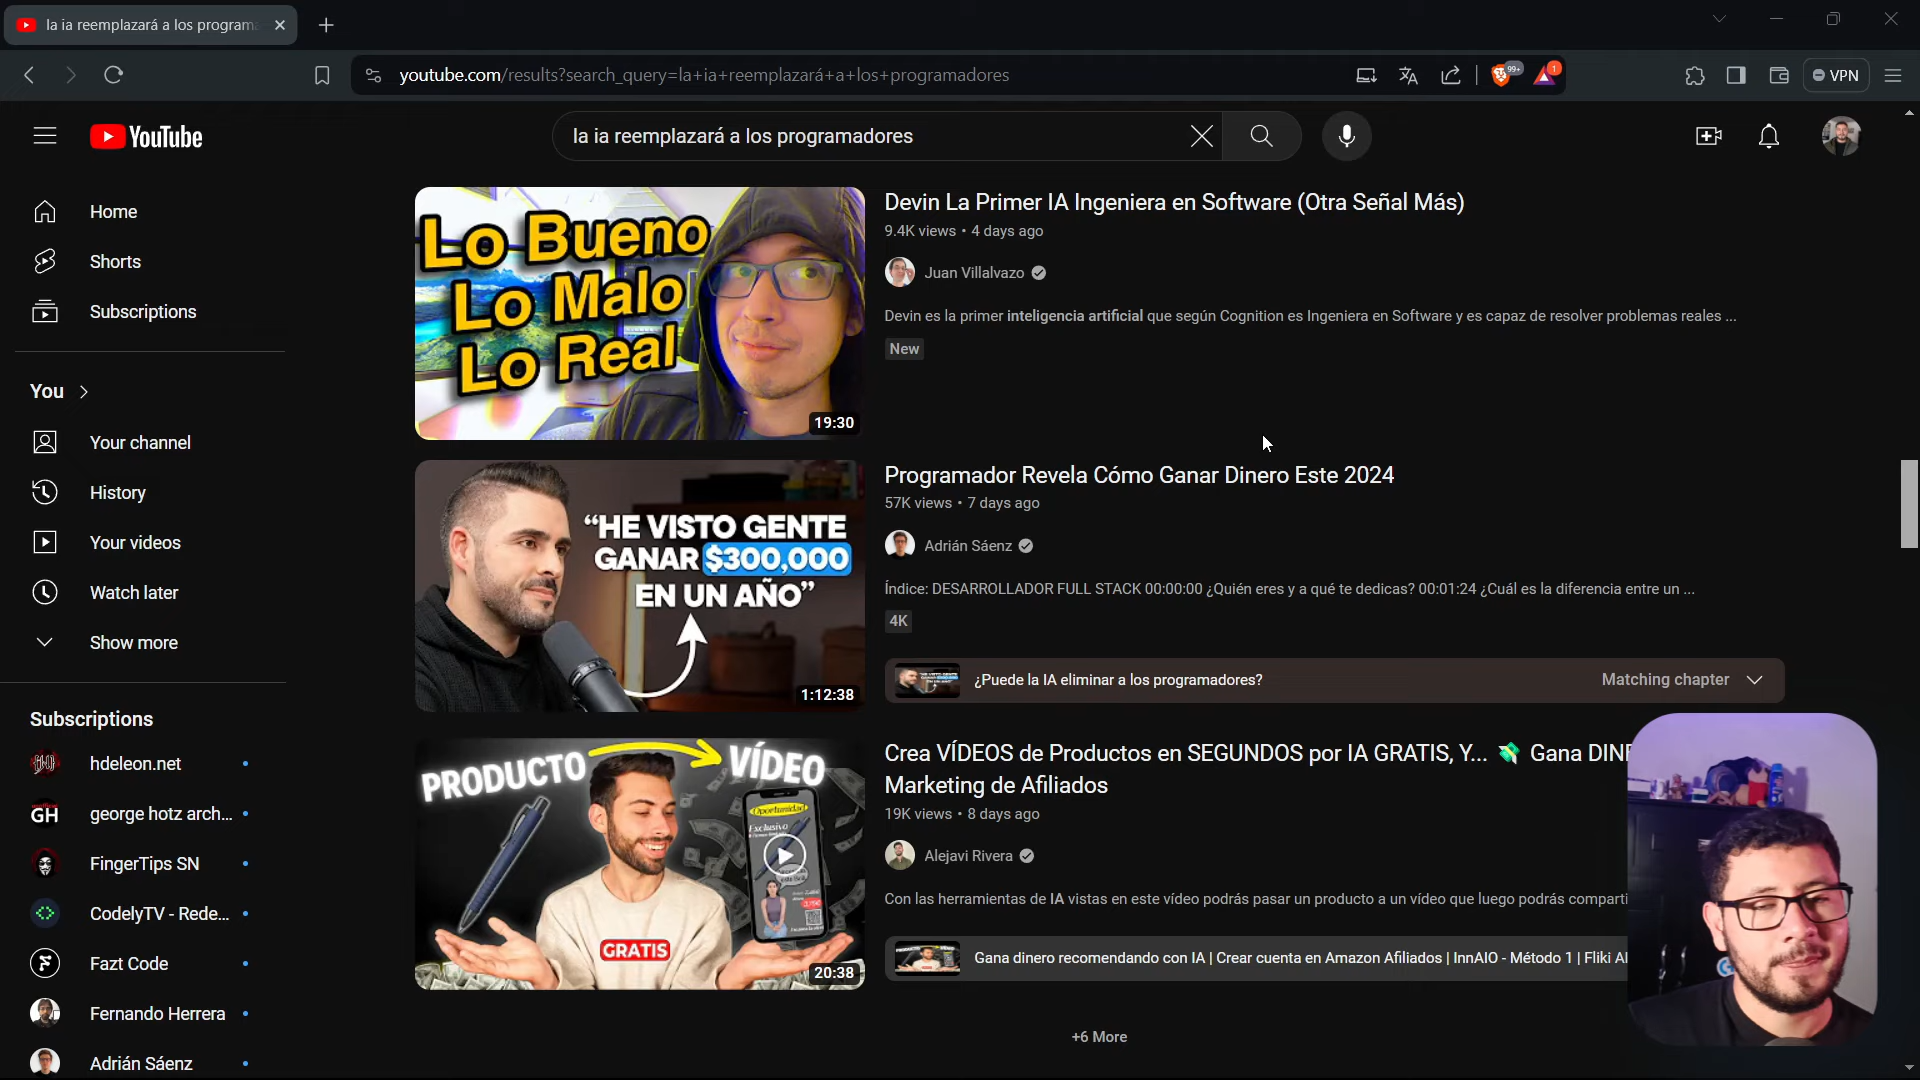 la ia reemplazará a los program
youtube.com/results?search_query=la+ia+reemplazará+a+los+programadores
99+
1
VPN
YouTube
la ia reemplazará a los programadores
Home
Shorts
Subscriptions
You
Your channel
History
Your videos
Watch later
Show more
Subscriptions
hdeleon.net
GH
george hotz arch...
FingerTips SN
CodelyTV - Rede...
Fazt Code
Fernando Herrera
Adrián Sáenz
Lo Bueno
Lo Malo
Lo Real
19:30
Devin La Primer IA Ingeniera en Software (Otra Señal Más)
9.4K views • 4 days ago
Juan Villalvazo
Devin es la primer inteligencia artificial que según Cognition es Ingeniera en Software y es capaz de resolver problemas reales ...
New
“HE VISTO GENTE
GANAR $300,000
EN UN AÑO”
1:12:38
Programador Revela Cómo Ganar Dinero Este 2024
57K views • 7 days ago
Adrián Sáenz
Índice: DESARROLLADOR FULL STACK 00:00:00 ¿Quién eres y a qué te dedicas? 00:01:24 ¿Cuál es la diferencia entre un ...
4K
¿Puede la IA eliminar a los programadores?
Matching chapter
PRODUCTO
VÍDEO
Oportunidad
Exclusivo
GRATIS
20:38
Crea VÍDEOS de Productos en SEGUNDOS por IA GRATIS, Y... 💸 Gana DINE
Marketing de Afiliados
19K views • 8 days ago
Alejavi Rivera
Con las herramientas de IA vistas en este vídeo podrás pasar un producto a un vídeo que luego podrás comparti
Gana dinero recomendando con IA | Crear cuenta en Amazon Afiliados | InnAIO - Método 1 | Fliki AI
+6 More